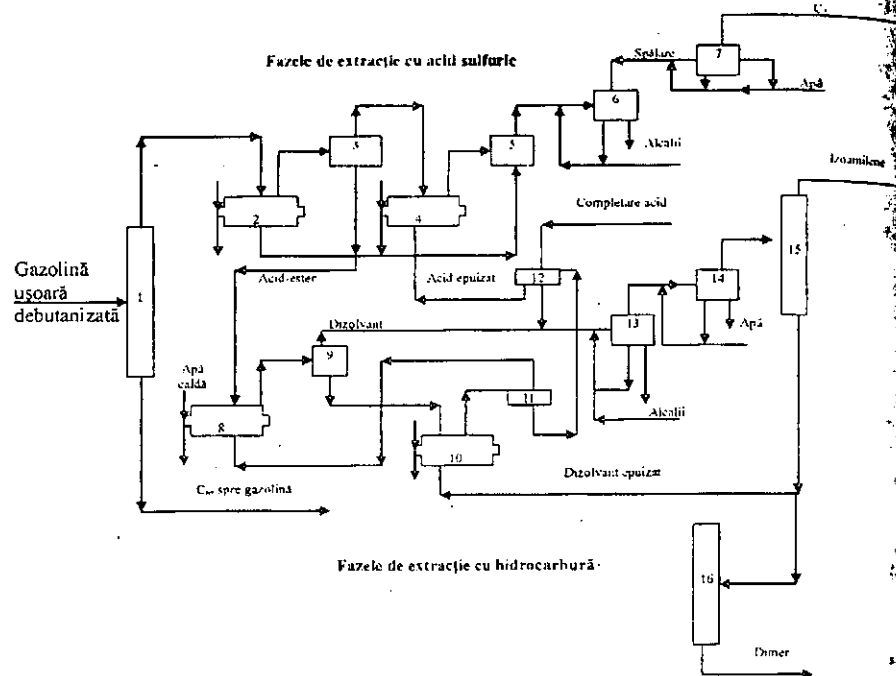 C₅
Fazele de extracție cu acid sulfuric
Spălare
7
Apă
6
3
5
Alcalii
Izoamilene
2
4
Completare acid
15
Gazolină
ușoară
debutanizată
1
Acid-ester
Acid epuizat
12
14
Dizolvant
13
Apă
9
Apă
caldă
11
8
Alcalii
10
Dizolvant epuizat
spre gazolină
Fazele de extracție cu hidrocarbură
16
Dimer